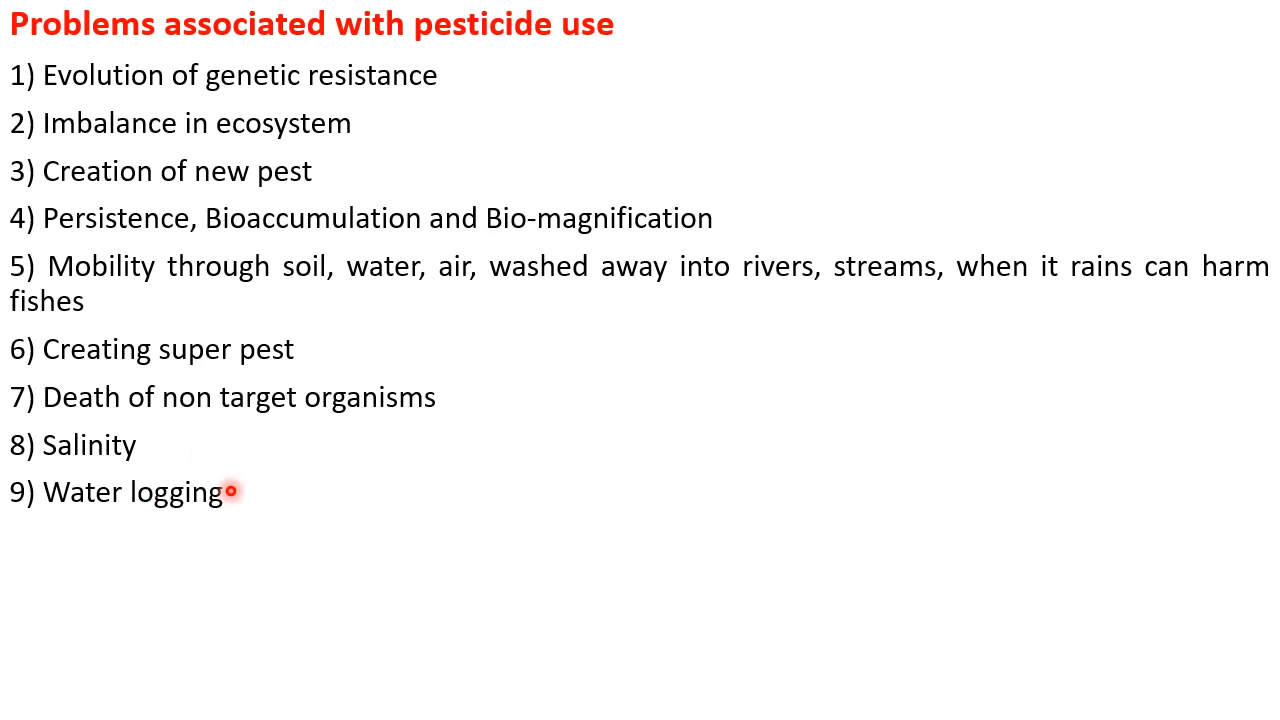 Problems associated with pesticide use
1) Evolution of genetic resistance
2) Imbalance in ecosystem
3) Creation of new pest
4) Persistence, Bioaccumulation and Bio-magnification
5) Mobility through soil, water, air, washed away into rivers, streams, when it rains can harm
fishes
6) Creating super pest
7) Death of non target organisms
8) Salinity
9) Water logging